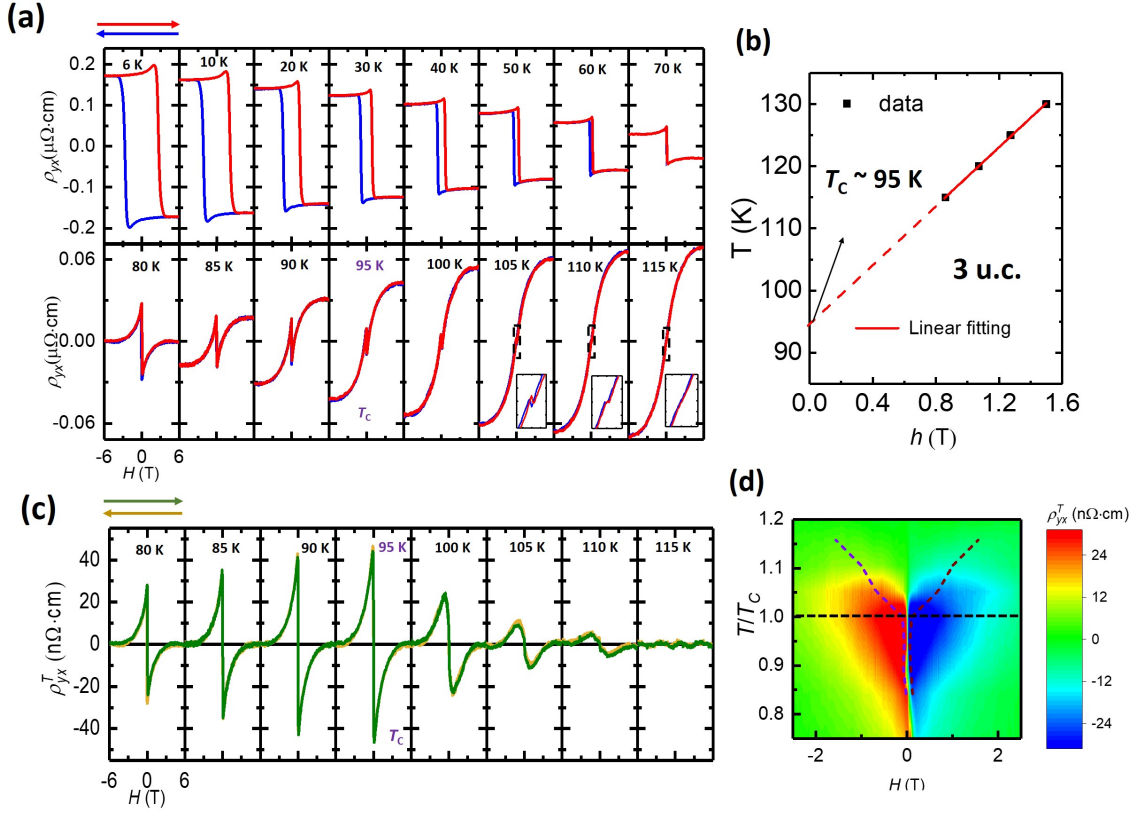 (a)
6 K 10 K 20 K 30 K 40 K 50 K 60 K 70 K
0.2
0.1
0.0
-0.1
-0.2
ρyx(μΩ·cm)
80 K 85 K 90 K 95 K 100 K 105 K 110 K 115 K
0.06
0.00
-0.06
ρyx(μΩ·cm)
TC
-6 0 6
H (T)
(b)
130
120
110
100
90
T (K)
data
TC ~ 95 K
3 u.c.
Linear fitting
0.0 0.4 0.8 1.2 1.6
h (T)
(c)
80 K 85 K 90 K 95 K 100 K 105 K 110 K 115 K
40
20
0
-20
-40
ρTyx (nΩ·cm)
TC
-6 0 6
H (T)
(d)
1.2
1.1
1.0
0.9
0.8
T/TC
-2 0 2
H (T)
ρTyx (nΩ·cm)
24
12
0
-12
-24